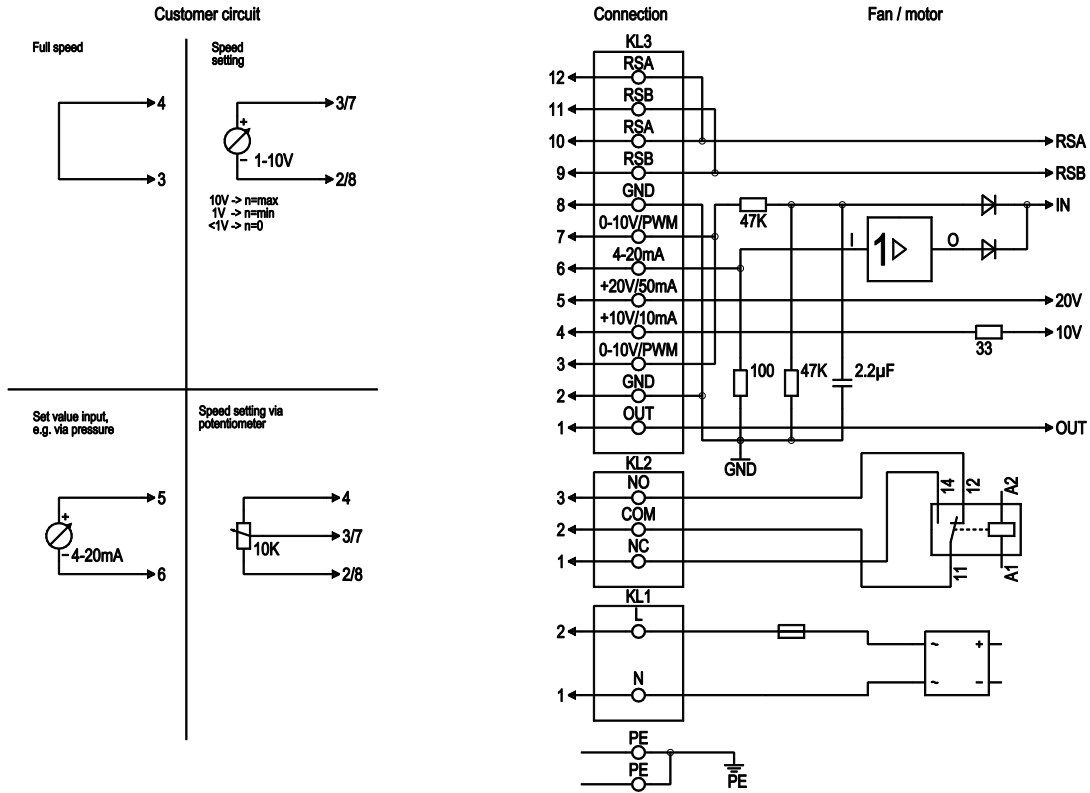 Customer circuit
Full speed
4
3
Speed
setting
3/7
+
1-10V
−
2/8
10V -> n=max
1V -> n=min
<1V -> n=0
Set value input,
e.g. via pressure
5
+
−4-20mA
6
Speed setting via
potentiometer
4
3/7
10K
2/8
Connection
Fan / motor
KL3
12 RSA
11 RSB
10 RSA RSA
9 RSB RSB
8 GND 47K IN
7 0-10V/PWM I 1 O
6 4-20mA
5 +20V/50mA 20V
4 +10V/10mA 33 10V
3 0-10V/PWM
100 47K 2.2µF
2 GND
1 OUT OUT
GND
KL2
3 NO 14 12 A2
2 COM
1 NC 11 A1
KL1
2 L
~ +
~ −
1 N
PE
PE PE